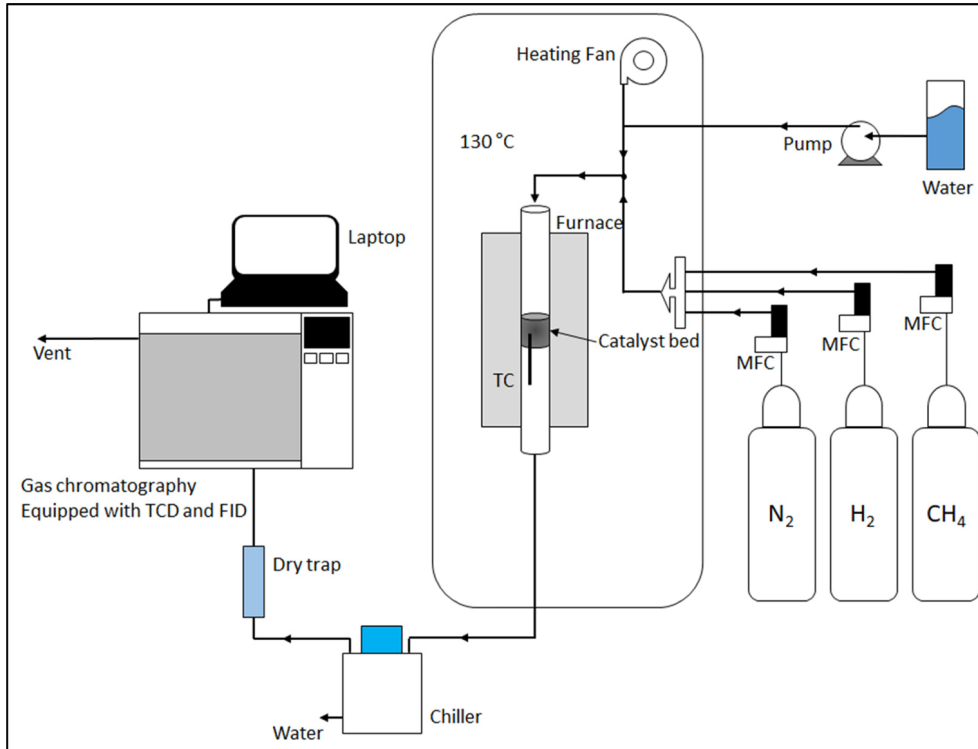 Heating Fan
130 °C
Pump
Water
Furnace
Laptop
MFC
MFC
MFC
Vent
Catalyst bed
TC
Gas chromatography
Equipped with TCD and FID
N2
H2
CH4
Dry trap
Water
Chiller